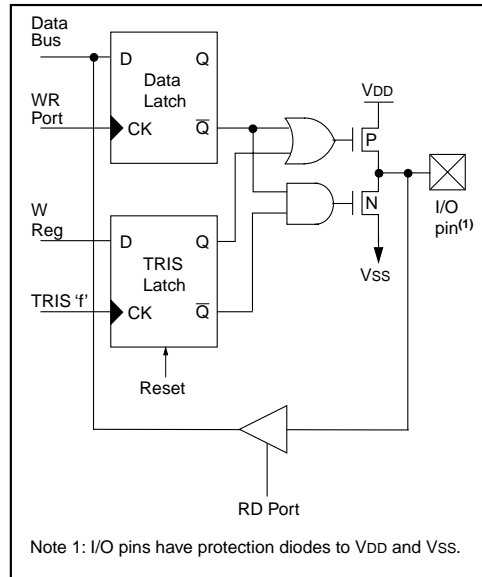 Data
Bus
D
Q
Data
Latch
WR
Port
CK
Q
VDD
P
N
I/O
pin(1)
VSS
W
Reg
D
Q
TRIS
Latch
TRIS 'f'
CK
Q
Reset
RD Port
Note 1: I/O pins have protection diodes to VDD and VSS.